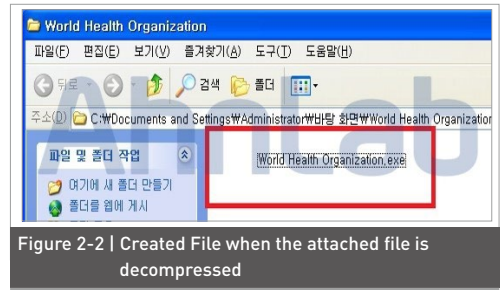 World Health Organization
파일(F) 편집(E) 보기(V) 즐겨찾기(A) 도구(T) 도움말(H)
뒤로 검색 폴더
주소(D) C:₩Documents and Settings₩Administrator₩바탕 화면₩World Health Organization
AhnLab
파일 및 폴더 작업
World Health Organization.exe
여기에 새 폴더 만들기
폴더를 웹에 게시
Figure 2-2 | Created File when the attached file is
decompressed